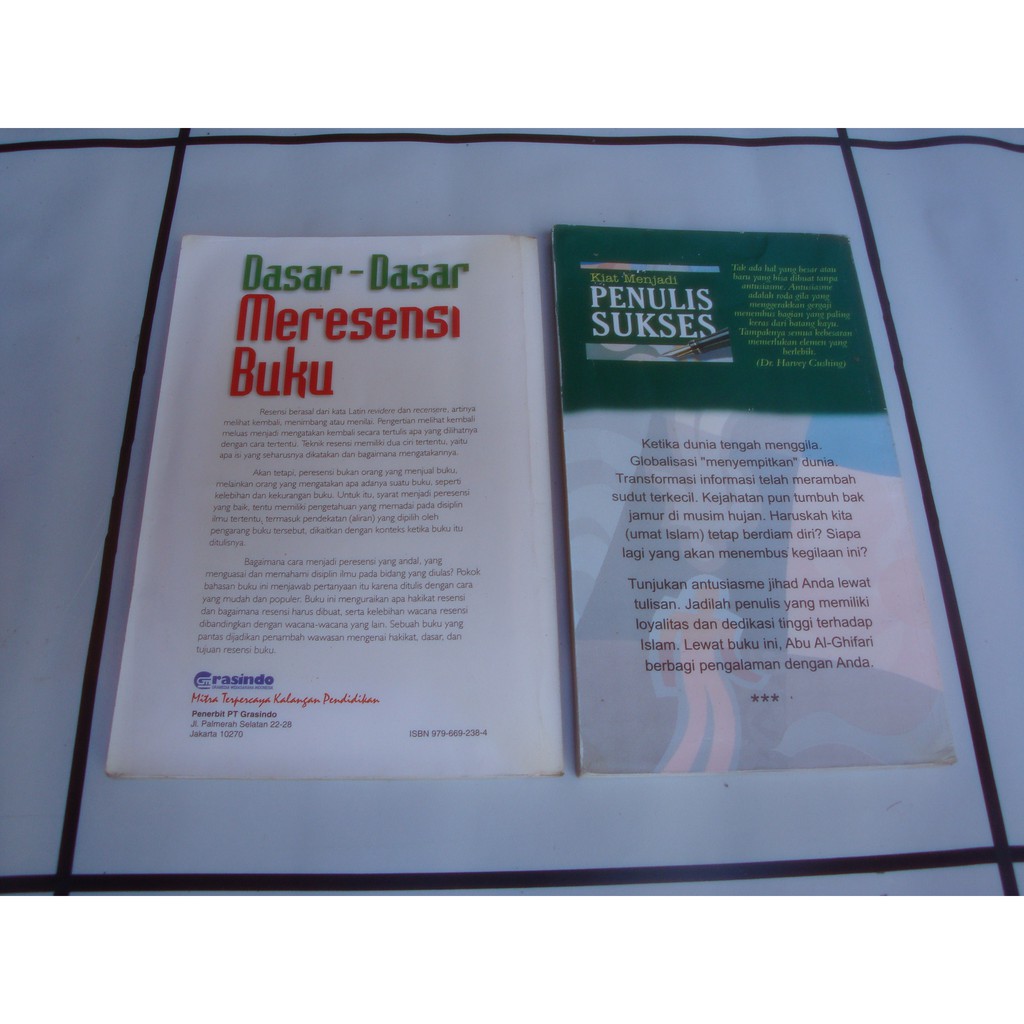 Dasar - Dasar
Meresensi
Buku
Resensi berasal dari kata Latin revidere dan recensere, artinya
melihat kembali, menimbang atau menilai. Pengertian melihat kembali
meluas menjadi mengatakan kembali secara tertulis apa yang dilihatnya
dengan cara tertentu. Teknik resensi memiliki dua ciri tertentu, yaitu
apa isi yang seharusnya dikatakan dan bagaimana mengatakannya.
Akan tetapi, peresensi bukan orang yang menjual buku,
melainkan orang yang mengatakan apa adanya suatu buku, seperti
kelebihan dan kekurangan buku. Untuk itu, syarat menjadi peresensi
yang baik, tentu memiliki pengetahuan yang memadai pada disiplin
ilmu tertentu, termasuk pendekatan (aliran) yang dipilih oleh
pengarang buku tersebut, dikaitkan dengan konteks ketika buku itu
ditulisnya.
Bagaimana cara menjadi peresensi yang andal, yang
menguasai dan memahami disiplin ilmu pada bidang yang diulas? Pokok
bahasan buku ini menjawab pertanyaan itu karena ditulis dengan cara
yang mudah dan populer. Buku ini menguraikan apa hakikat resensi
dan bagaimana resensi harus dibuat, serta kelebihan wacana resensi
dibandingkan dengan wacana-wacana yang lain. Sebuah buku yang
pantas dijadikan penambah wawasan mengenai hakikat, dasar, dan
tujuan resensi buku.
Grasindo
GRAMEDIA WIDIASARANA INDONESIA
Mitra Terpercaya Kalangan Pendidikan
Penerbit PT Grasindo
Jl. Palmerah Selatan 22-28
Jakarta 10270
ISBN 979-669-238-4
Kiat Menjadi
PENULIS
SUKSES
Tak ada hal yang besar atau
baru yang bisa dibuat tanpa
antusiasme. Antusiasme
adalah roda gila yang
menggerakkan gergaji
menembus bagian yang paling
keras dari batang kayu.
Tampaknya semua kebesaran
memerlukan elemen yang
berlebih.
(Dr. Harvey Cushing)
Ketika dunia tengah menggila.
Globalisasi "menyempitkan" dunia.
Transformasi informasi telah merambah
sudut terkecil. Kejahatan pun tumbuh bak
jamur di musim hujan. Haruskah kita
(umat Islam) tetap berdiam diri? Siapa
lagi yang akan menembus kegilaan ini?
Tunjukan antusiasme jihad Anda lewat
tulisan. Jadilah penulis yang memiliki
loyalitas dan dedikasi tinggi terhadap
Islam. Lewat buku ini, Abu Al-Ghifari
berbagi pengalaman dengan Anda.
***